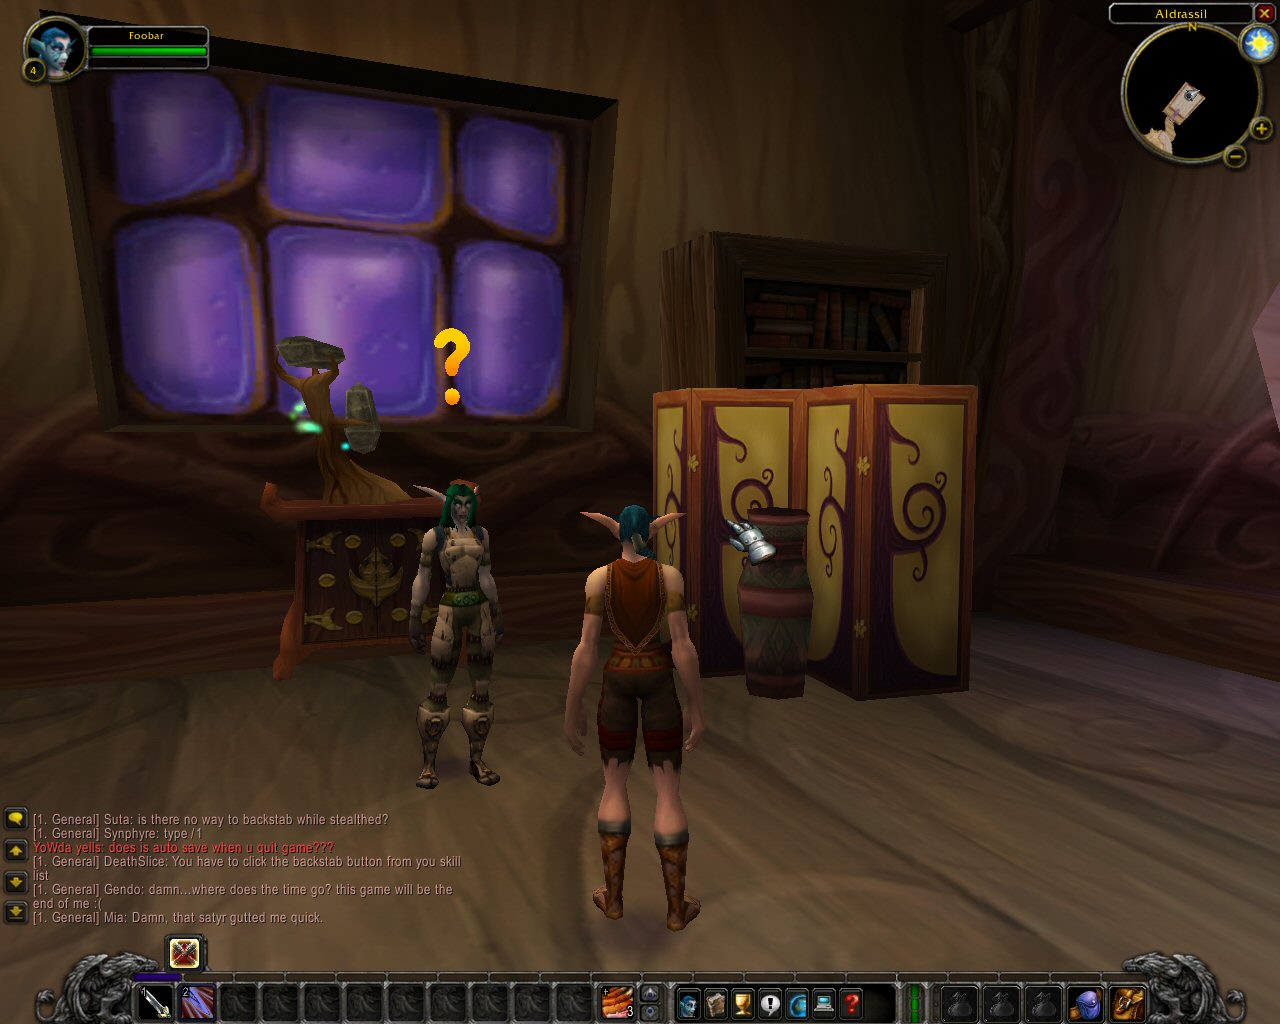 Foobar
4
Aldrassil
N
[1. General] Suta: is there no way to backstab while stealthed?
[1. General] Synphyre: type /1
YoWda yells: does is auto save when u quit game???
[1. General] DeathSlice: You have to click the backstab button from you skill
list
[1. General] Gendo: damn...where does the time go? this game will be the
end of me :(
[1. General] Mia: Damn, that satyr gutted me quick.
1
2
+
3